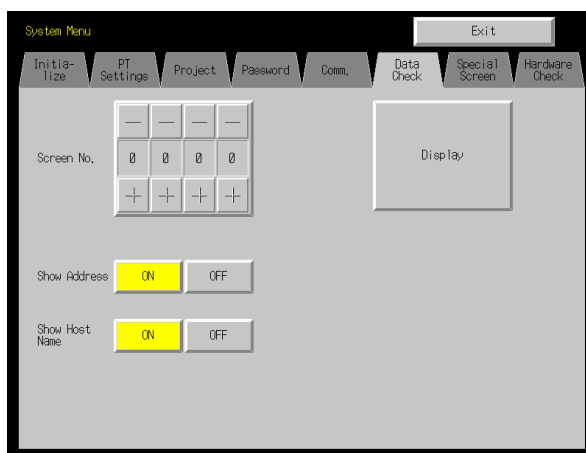 System Menu
Exit
Initia-
lize
PT
Settings
Project
Password
Comm.
Data
Check
Special
Screen
Hardware
Check
— — — —
Screen No.
0 0 0 0
+ + + +
Display
Show Address
ON
OFF
Show Host
Name
ON
OFF